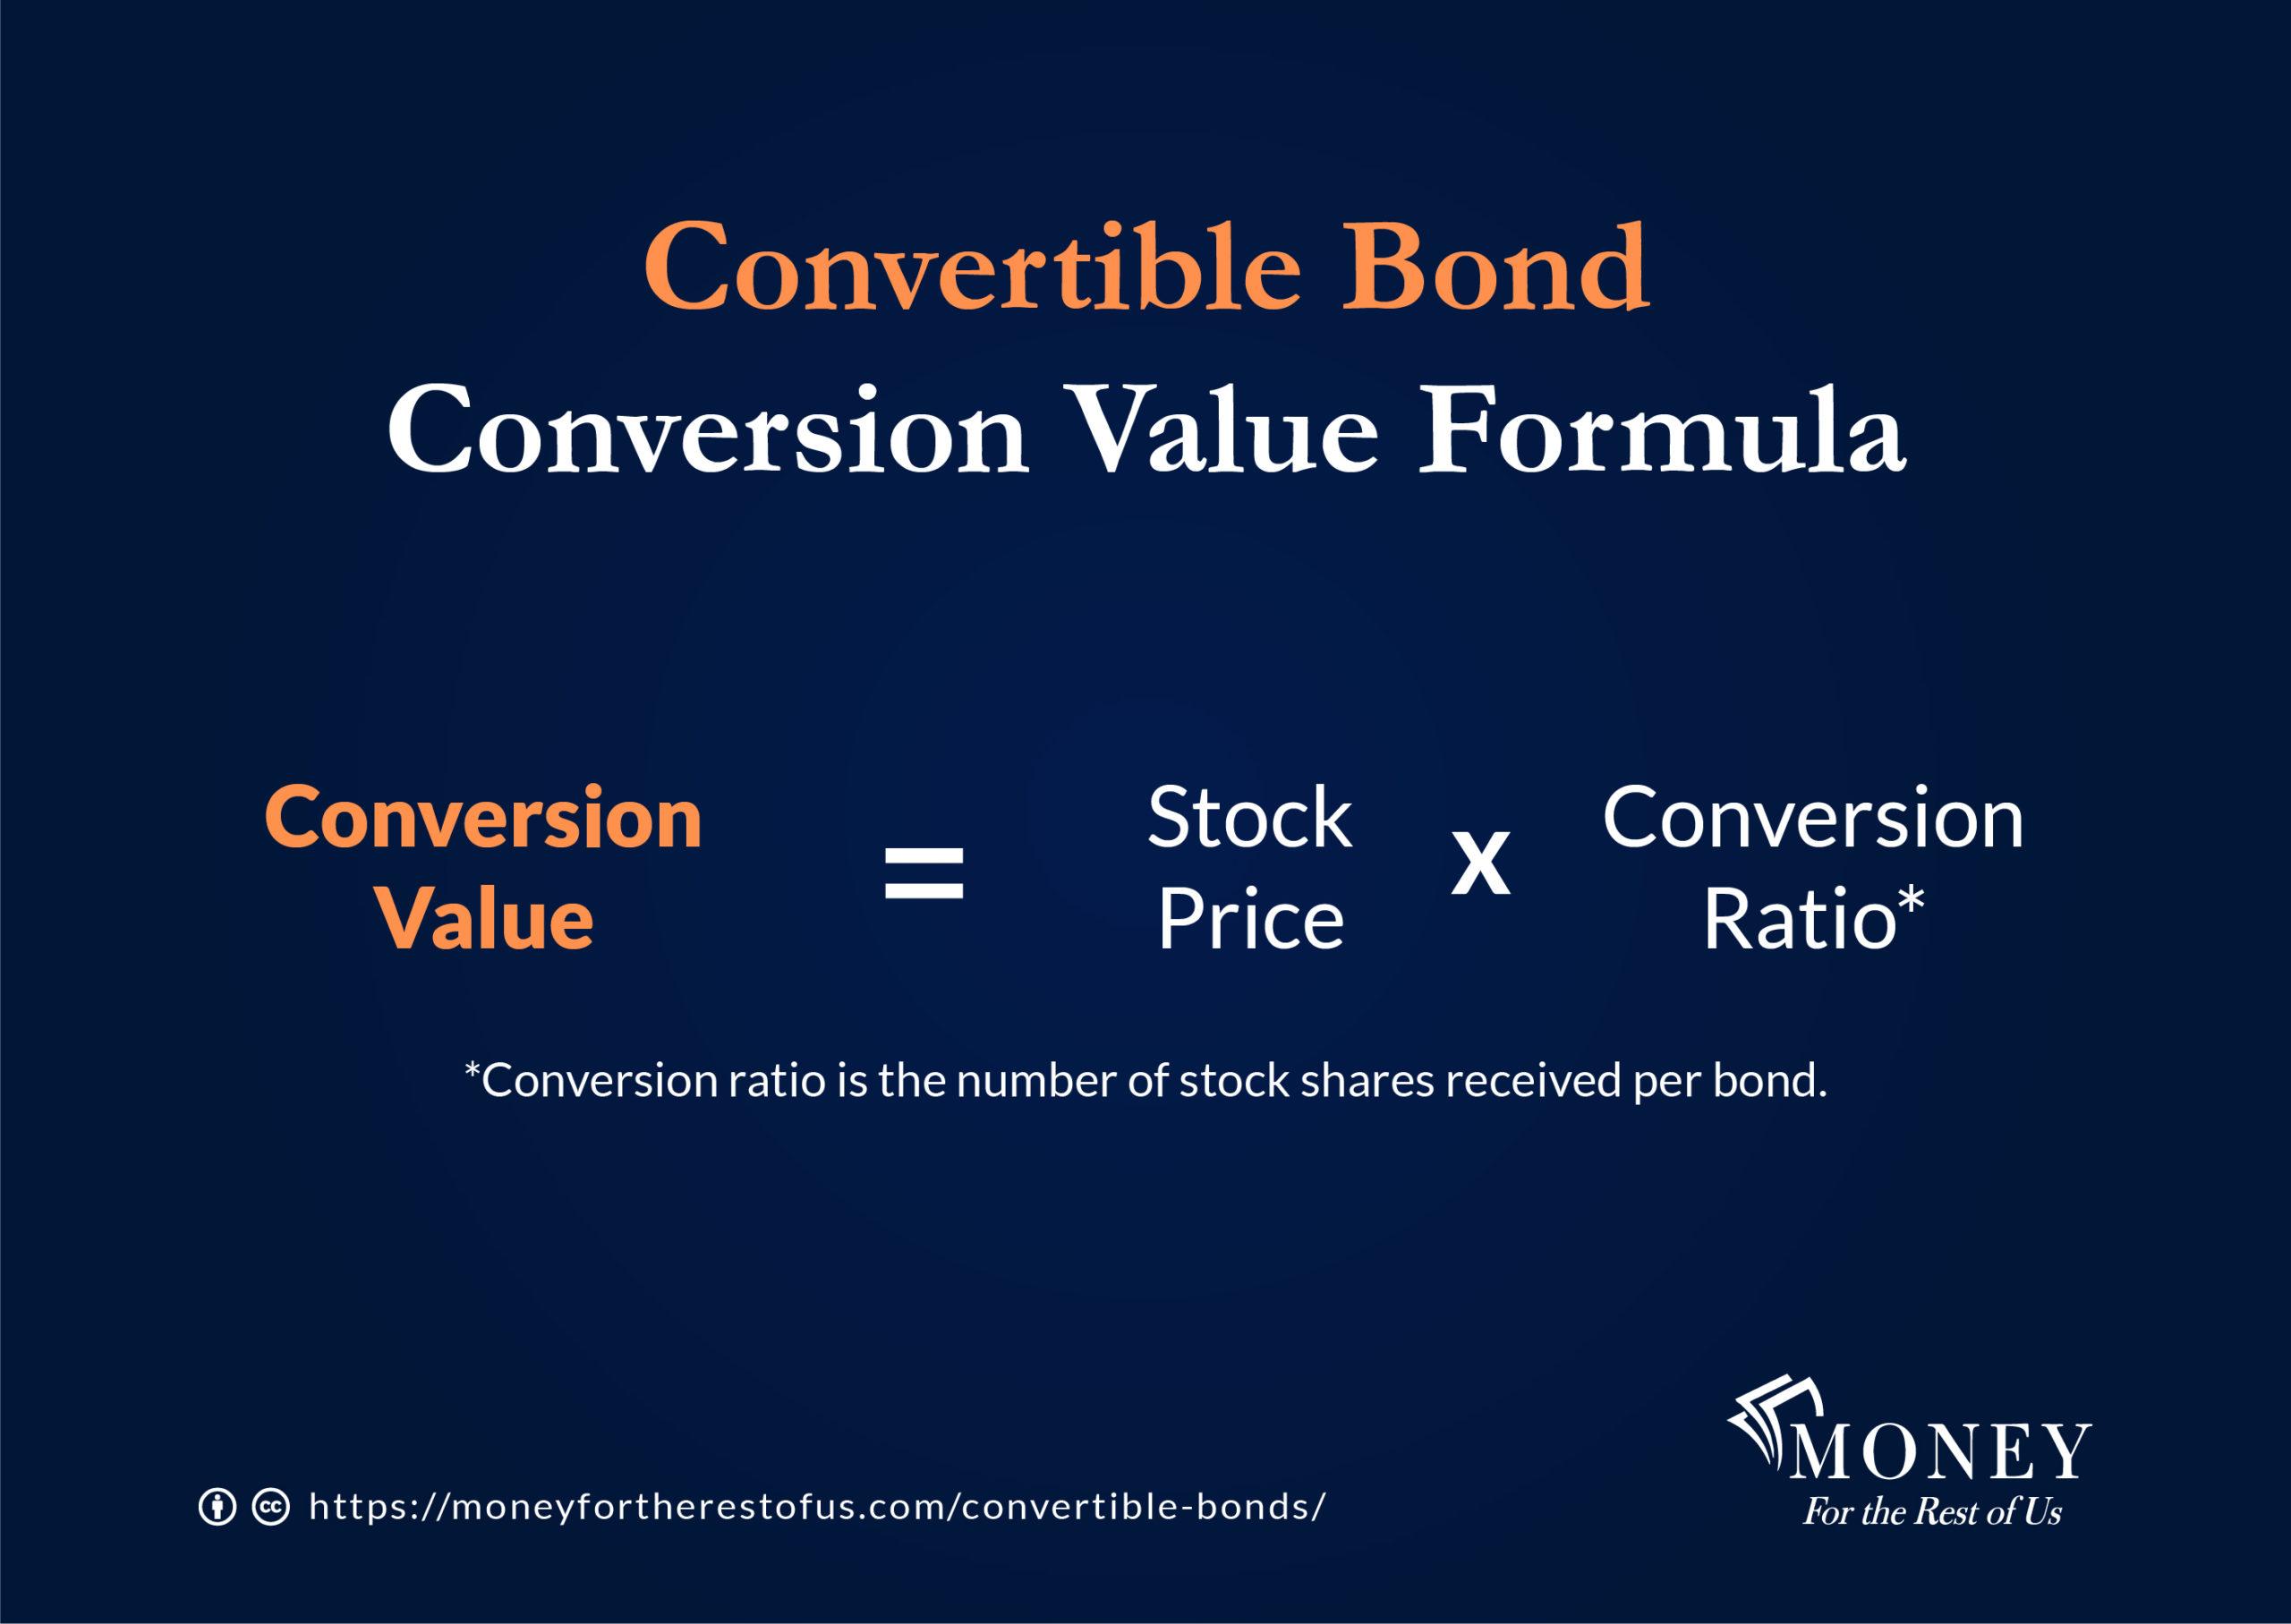 Convertible Bond
Conversion Value Formula
Conversion
Value
=
Stock
Price
x
Conversion
Ratio*
*Conversion ratio is the number of stock shares received per bond.
cc https://moneyfortherestofus.com/convertible-bonds/
MONEY
For the Rest of Us